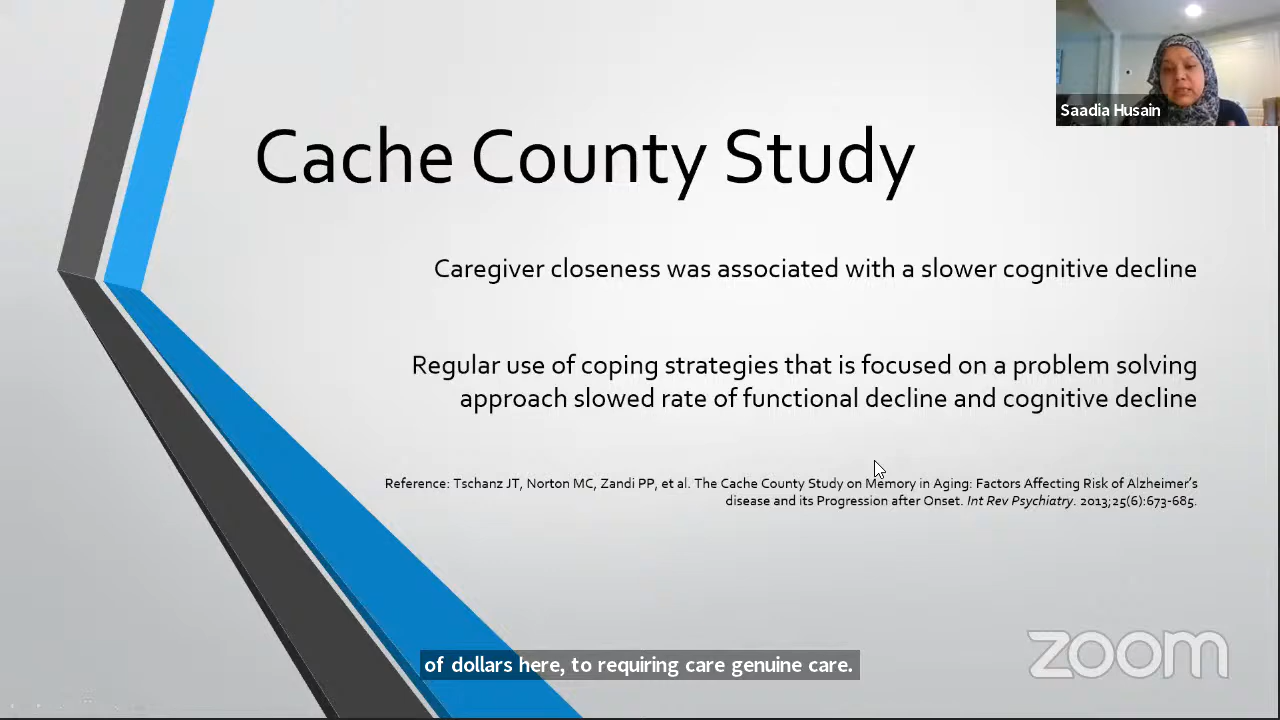 Saadia Husain
Cache County Study
Caregiver closeness was associated with a slower cognitive decline
Regular use of coping strategies that is focused on a problem solving
approach slowed rate of functional decline and cognitive decline
Reference: Tschanz JT, Norton MC, Zandi PP, et al. The Cache County Study on Memory in Aging: Factors Affecting Risk of Alzheimer's
disease and its Progression after Onset. Int Rev Psychiatry. 2013;25(6):673-685.
of dollars here, to requiring care genuine care.
zoom